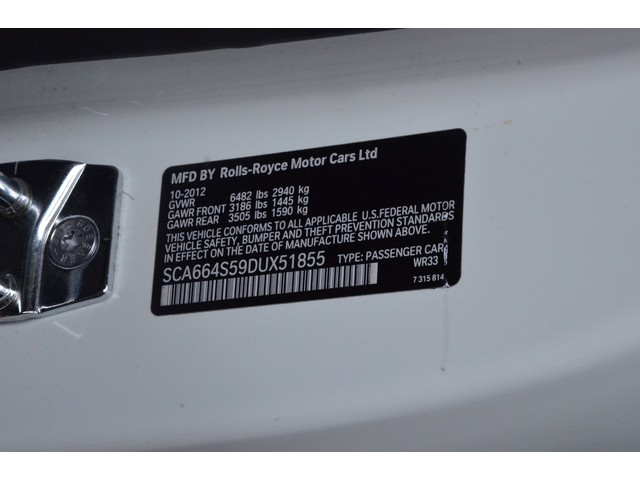 MFD BY Rolls-Royce Motor Cars Ltd
10-2012
GVWR 6482 lbs 2940 kg
GAWR FRONT 3186 lbs 1445 kg
GAWR REAR 3505 lbs 1590 kg
THIS VEHICLE CONFORMS TO ALL APPLICABLE U.S.FEDERAL MOTOR
VEHICLE SAFETY, BUMPER AND THEFT PREVENTION STANDARDS
IN EFFECT ON THE DATE OF MANUFACTURE SHOWN ABOVE.
SCA664S59DUX51855 TYPE: PASSENGER CAR
WR33
7 315 814